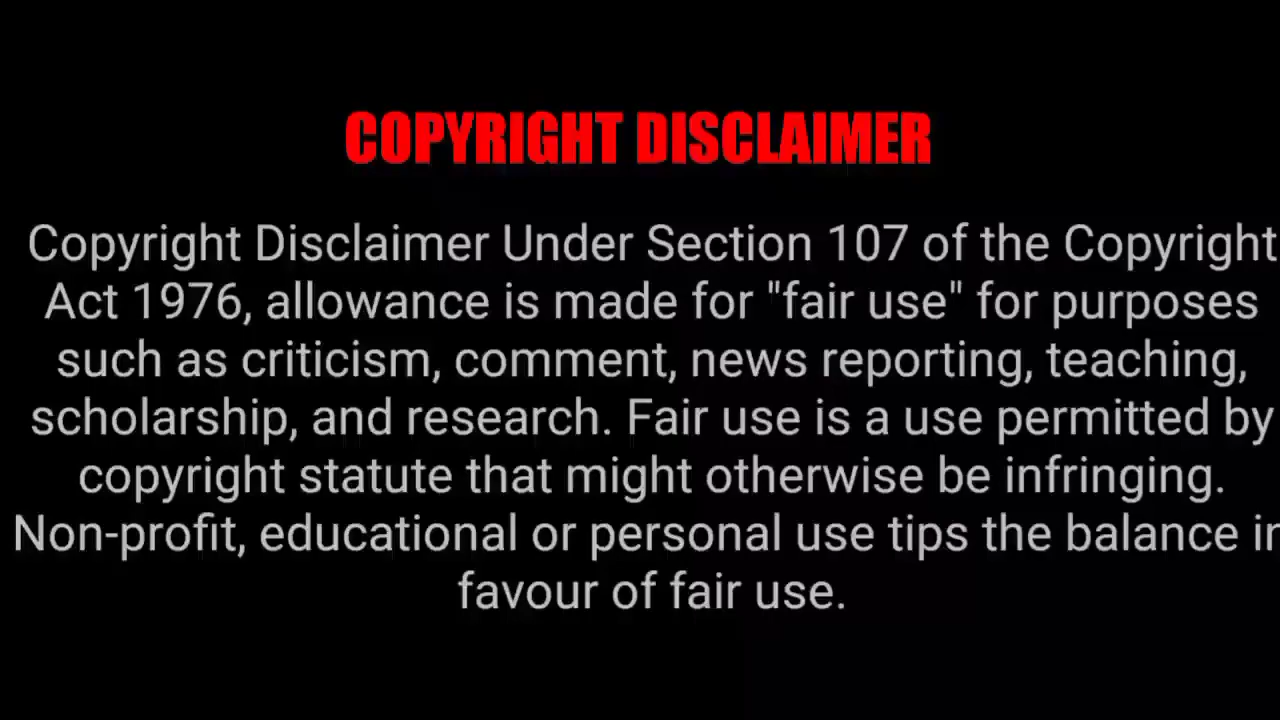 COPYRIGHT DISCLAIMER
Copyright Disclaimer Under Section 107 of the Copyright
Act 1976, allowance is made for "fair use" for purposes
such as criticism, comment, news reporting, teaching,
scholarship, and research. Fair use is a use permitted by
copyright statute that might otherwise be infringing.
Non-profit, educational or personal use tips the balance in
favour of fair use.